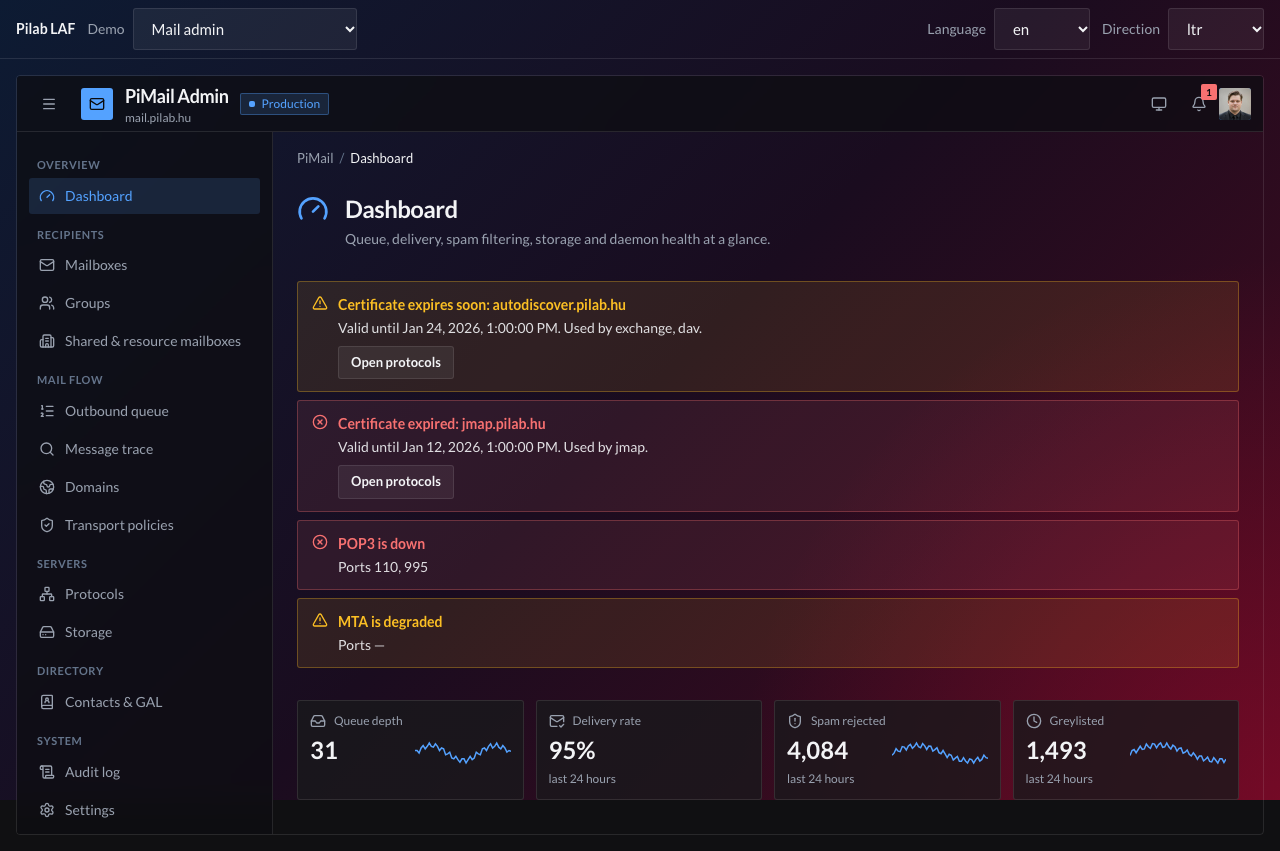 Pilab LAF Demo Mail admin Language en Direction ltr
PiMail Admin
mail.pilab.hu
Production
1
OVERVIEW
Dashboard
RECIPIENTS
Mailboxes
Groups
Shared & resource mailboxes
MAIL FLOW
Outbound queue
Message trace
Domains
Transport policies
SERVERS
Protocols
Storage
DIRECTORY
Contacts & GAL
SYSTEM
Audit log
Settings
PiMail / Dashboard
Dashboard
Queue, delivery, spam filtering, storage and daemon health at a glance.
Certificate expires soon: autodiscover.pilab.hu
Valid until Jan 24, 2026, 1:00:00 PM. Used by exchange, dav.
Open protocols
Certificate expired: jmap.pilab.hu
Valid until Jan 12, 2026, 1:00:00 PM. Used by jmap.
Open protocols
POP3 is down
Ports 110, 995
MTA is degraded
Ports —
Queue depth
31
Delivery rate
95%
last 24 hours
Spam rejected
4,084
last 24 hours
Greylisted
1,493
last 24 hours